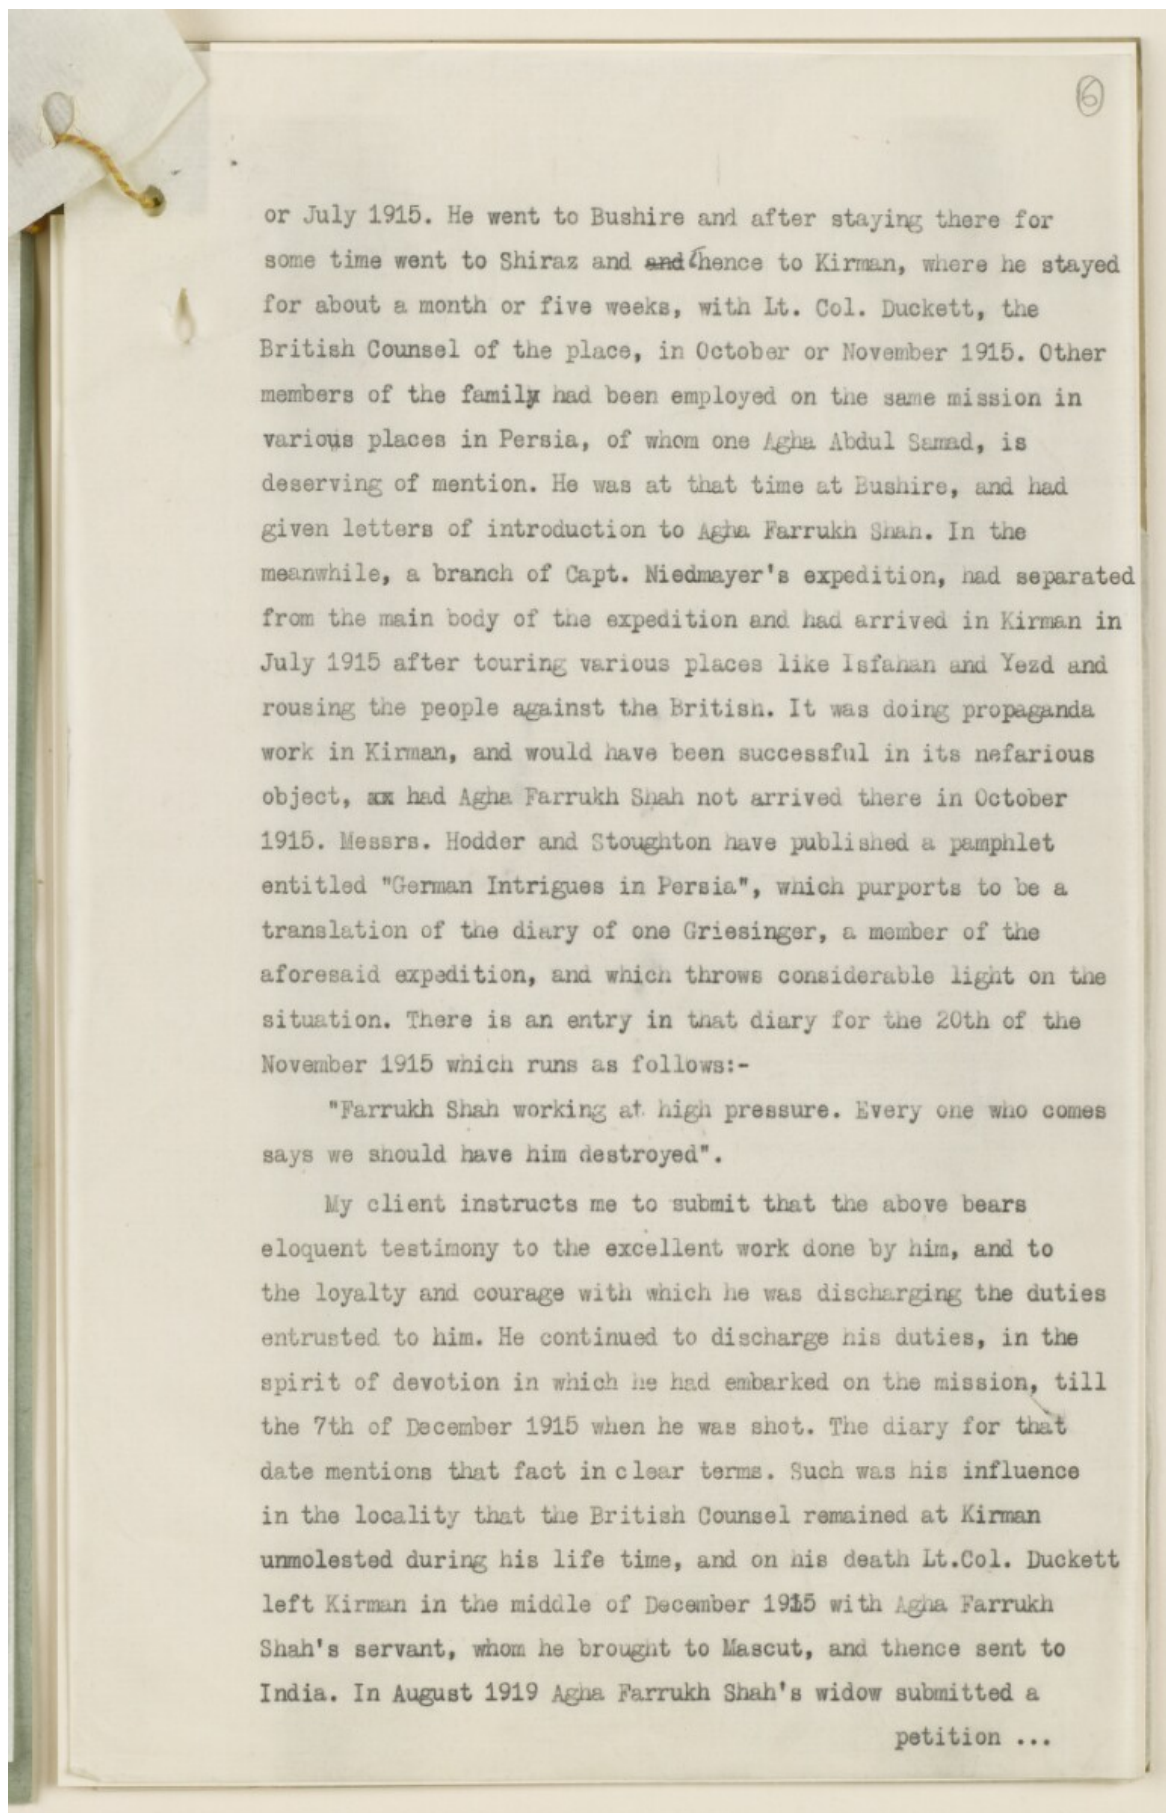 6
or July 1915. He went to Bushire and after staying there for
some time went to Shiraz and and thence to Kirman, where he stayed
for about a month or five weeks, with Lt. Col. Duckett, the
British Counsel of the place, in October or November 1915. Other
members of the family had been employed on the same mission in
various places in Persia, of whom one Agha Abdul Samad, is
deserving of mention. He was at that time at Bushire, and had
given letters of introduction to Agha Farrukh Shah. In the
meanwhile, a branch of Capt. Niedmayer's expedition, had separated
from the main body of the expedition and had arrived in Kirman in
July 1915 after touring various places like Isfahan and Yezd and
rousing the people against the British. It was doing propaganda
work in Kirman, and would have been successful in its nefarious
object, xx had Agha Farrukh Shah not arrived there in October
1915. Messrs. Hodder and Stoughton have published a pamphlet
entitled "German Intrigues in Persia", which purports to be a
translation of the diary of one Griesinger, a member of the
aforesaid expedition, and which throws considerable light on the
situation. There is an entry in that diary for the 20th of the
November 1915 which runs as follows:-
"Farrukh Shah working at high pressure. Every one who comes
says we should have him destroyed".
My client instructs me to submit that the above bears
eloquent testimony to the excellent work done by him, and to
the loyalty and courage with which he was discharging the duties
entrusted to him. He continued to discharge his duties, in the
spirit of devotion in which he had embarked on the mission, till
the 7th of December 1915 when he was shot. The diary for that
date mentions that fact in clear terms. Such was his influence
in the locality that the British Counsel remained at Kirman
unmolested during his life time, and on his death Lt.Col. Duckett
left Kirman in the middle of December 1915 with Agha Farrukh
Shah's servant, whom he brought to Mascut, and thence sent to
India. In August 1919 Agha Farrukh Shah's widow submitted a
petition ...